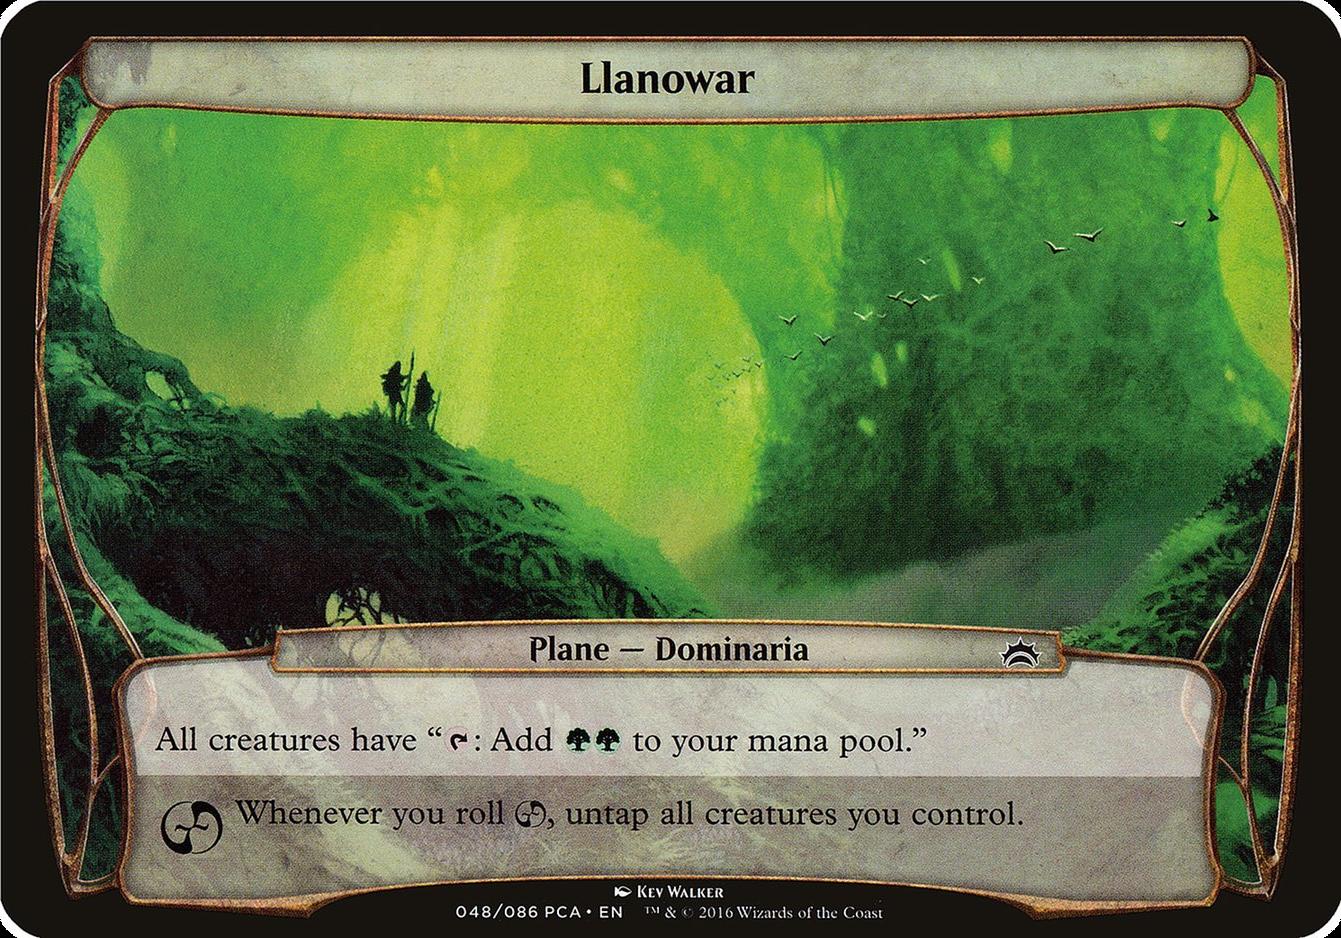 Llanowar
Plane — Dominaria
All creatures have “: Add to your mana pool.”
Whenever you roll , untap all creatures you control.
Kev Walker
048/086 PCA • EN ™ & © 2016 Wizards of the Coast